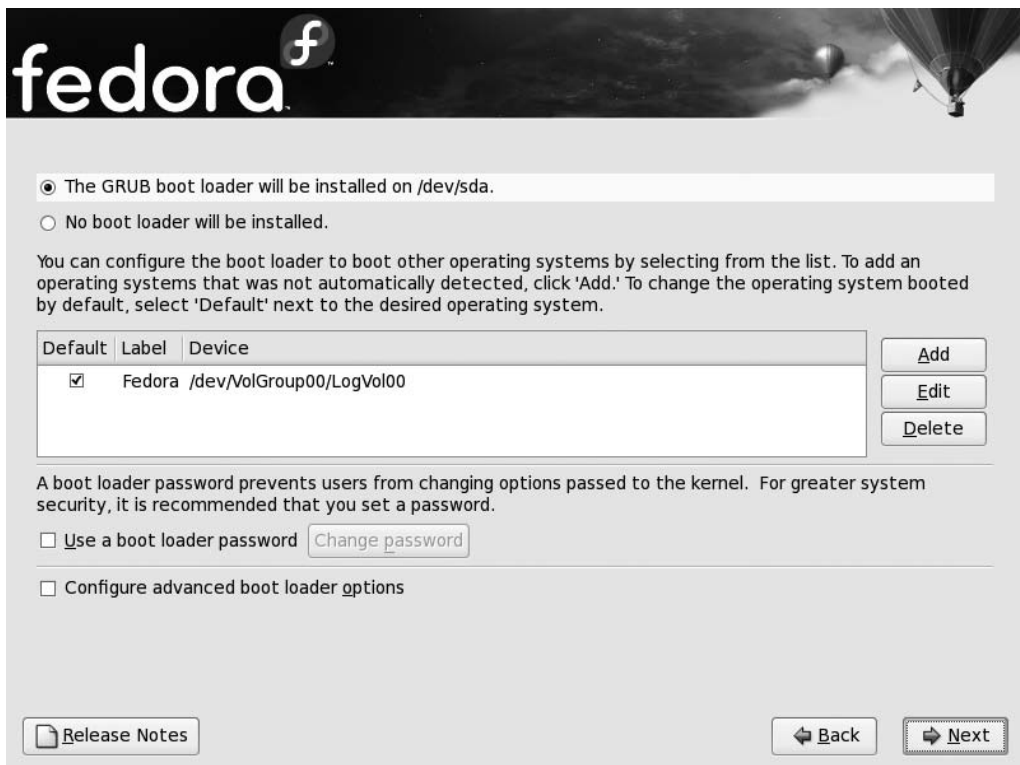 fedora
The GRUB boot loader will be installed on /dev/sda.
No boot loader will be installed.
You can configure the boot loader to boot other operating systems by selecting from the list. To add an
operating systems that was not automatically detected, click 'Add.' To change the operating system booted
by default, select 'Default' next to the desired operating system.
Default Label Device
Fedora /dev/VolGroup00/LogVol00
Add
Edit
Delete
A boot loader password prevents users from changing options passed to the kernel. For greater system
security, it is recommended that you set a password.
Use a boot loader password Change password
Configure advanced boot loader options
Release Notes Back Next